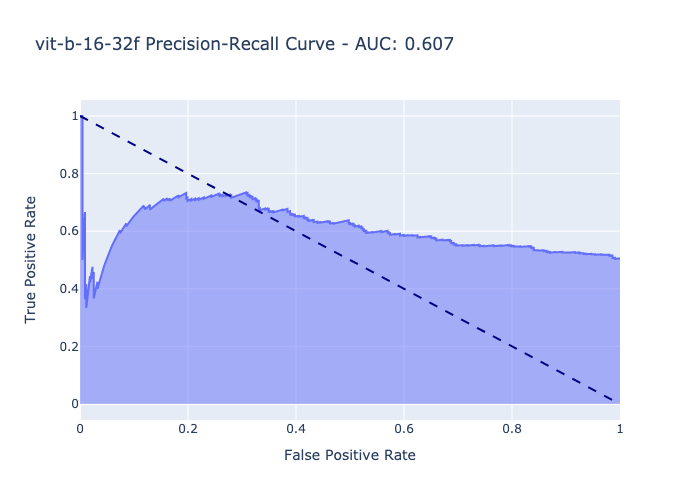 vit-b-16-32f Precision-Recall Curve - AUC: 0.607
True Positive Rate
1
0.8
0.6
0.4
0.2
0
0 0.2 0.4 0.6 0.8 1
False Positive Rate